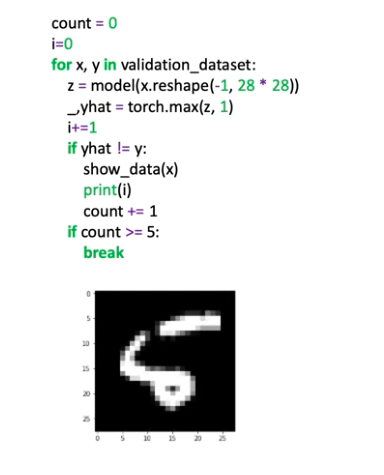 count = 0
i=0
for x, y in validation_dataset:
z = model(x.reshape(-1, 28 * 28))
_,yhat = torch.max(z, 1)
i+=1
if yhat != y:
show_data(x)
print(i)
count += 1
if count >= 5:
break
0
5
10
15
20
25
0 5 10 15 20 25